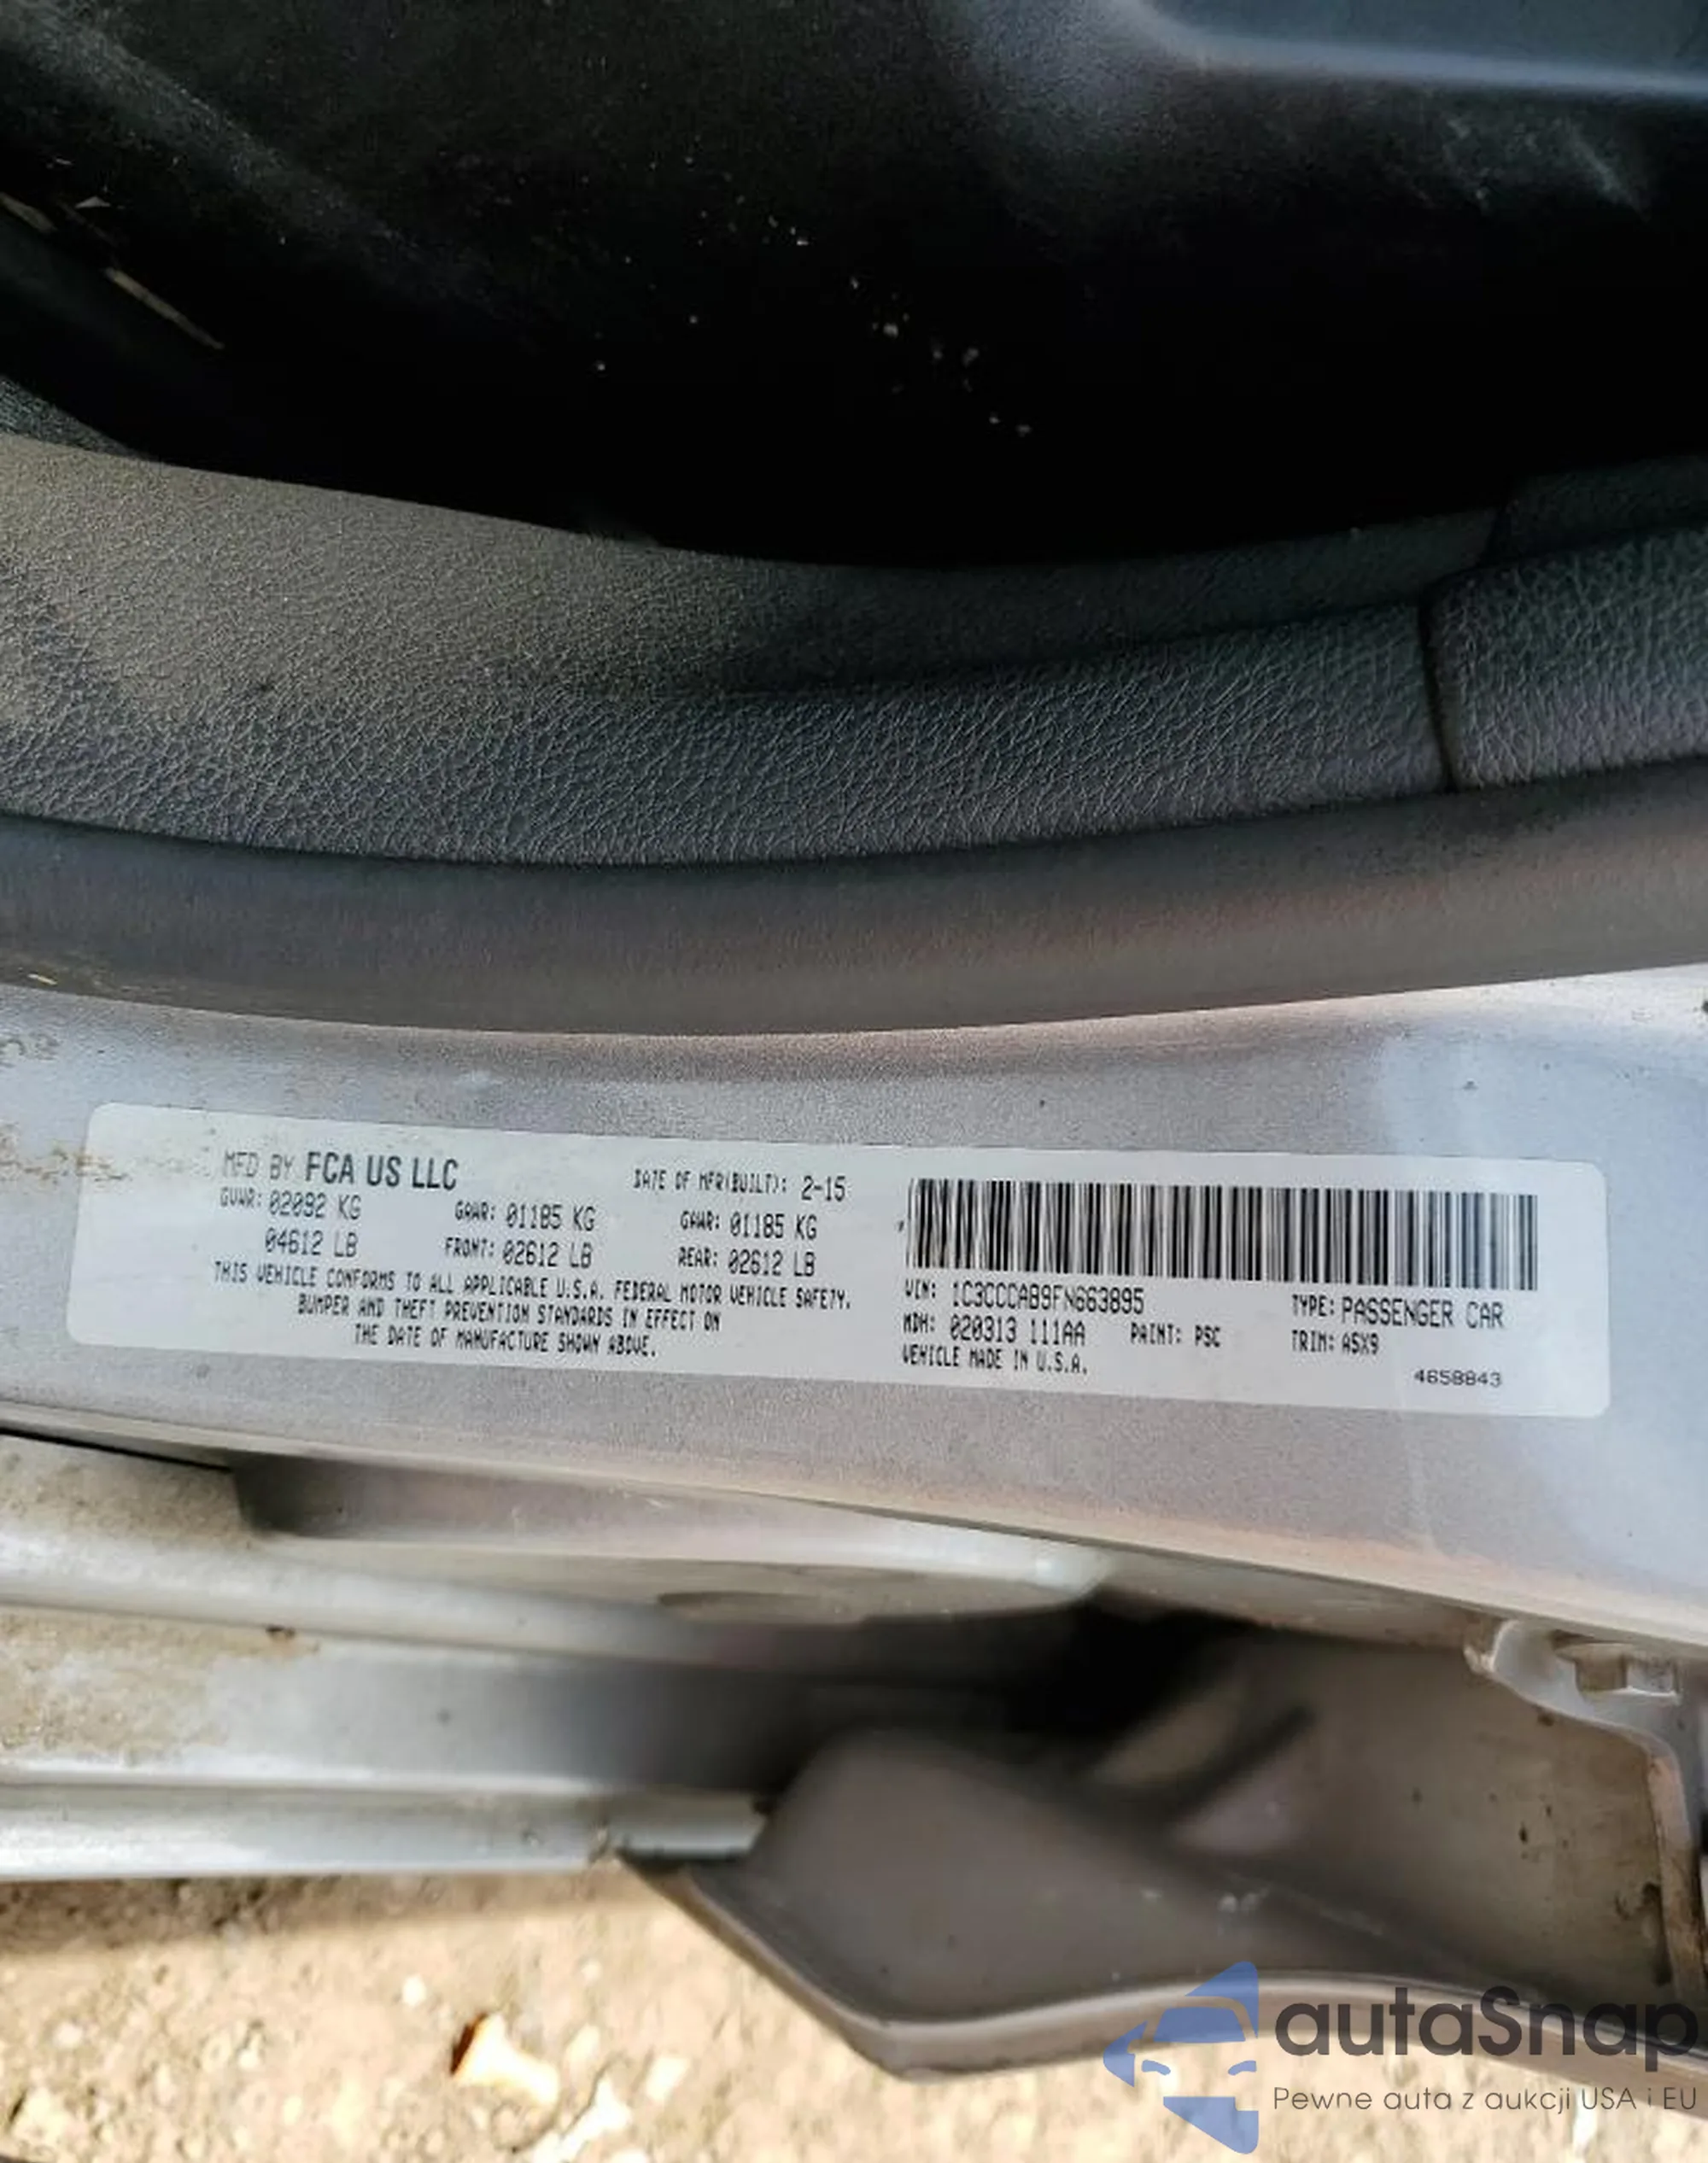 MFD BY FCA US LLC
DATE OF MFR(BUILT): 2-15
GVWR: 02092 KG GAWR: 01185 KG GAWR: 01185 KG
04612 LB FRONT: 02612 LB REAR: 02612 LB
THIS VEHICLE CONFORMS TO ALL APPLICABLE U.S.A. FEDERAL MOTOR VEHICLE SAFETY,
BUMPER AND THEFT PREVENTION STANDARDS IN EFFECT ON
THE DATE OF MANUFACTURE SHOWN ABOVE.
VIN: 1C3CCCAB9FN663895 TYPE: PASSENGER CAR
MDH: 020313 111AA PAINT: PSC TRIM: A5X9
VEHICLE MADE IN U.S.A.
4658843
autaSnap
Pewne auta z aukcji USA i EU